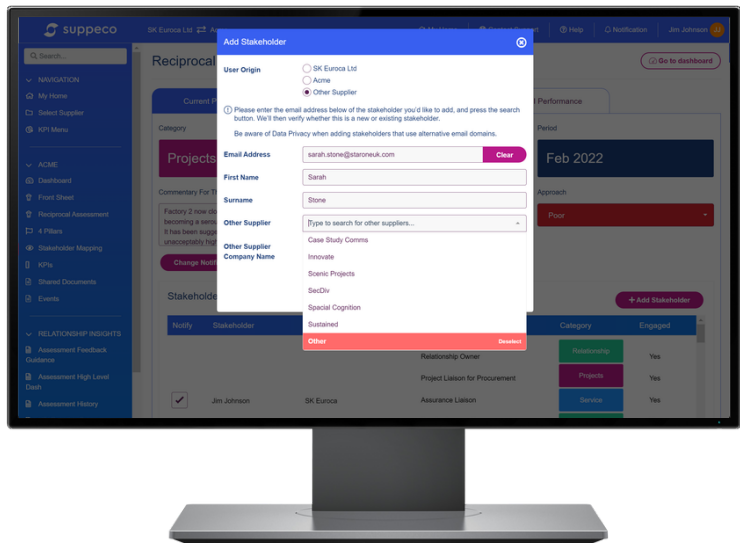 suppeco
SK Euroca Ltd
Help
Notification
Jim Johnson
JJ
Search...
NAVIGATION
My Home
Select Supplier
KPI Menu
ACME
Dashboard
Front Sheet
Reciprocal Assessment
4 Pillars
Stakeholder Mapping
KPIs
Shared Documents
Events
RELATIONSHIP INSIGHTS
Assessment Feedback
Guidance
Assessment High Level
Dash
Assessment History
Reciprocal
Go to dashboard
Current P
Performance
Category
Period
Projects
Feb 2022
Commentary For Th
Approach
Factory 2 now do
becoming a sens
It has been sugge
unacceptably high
Poor
Change Notif
Add Stakeholder
User Origin
SK Euroca Ltd
Acme
Other Supplier
Please enter the email address below of the stakeholder you'd like to add, and press the search
button. We'll then verify whether this is a new or existing stakeholder.
Be aware of Data Privacy when adding stakeholders that use alternative email domains.
Email Address
sarah.stone@staroneuk.com
Clear
First Name
Sarah
Surname
Stone
Other Supplier
Type to search for other suppliers...
Other Supplier
Company Name
Case Study Comms
Innovate
Scenic Projects
SecDiv
Spacial Cognition
Sustained
Other
Deselect
Stakeholde
+ Add Stakeholder
Notify
Stakeholder
Category
Engaged
Relationship Owner
Relationship
Yes
Project Liaison for Procurement
Projects
Yes
Jim Johnson
SK Euroca
Assurance Liaison
Service
Yes